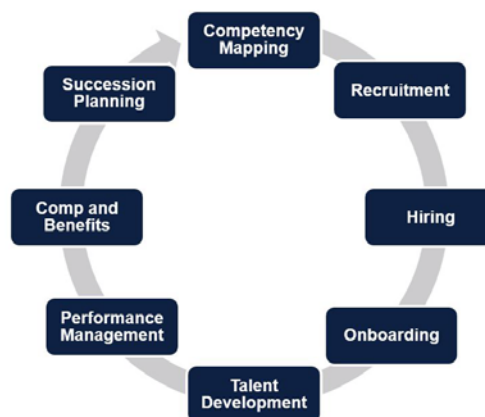 Competency
Mapping
Recruitment
Hiring
Onboarding
Talent
Development
Performance
Management
Comp and
Benefits
Succession
Planning